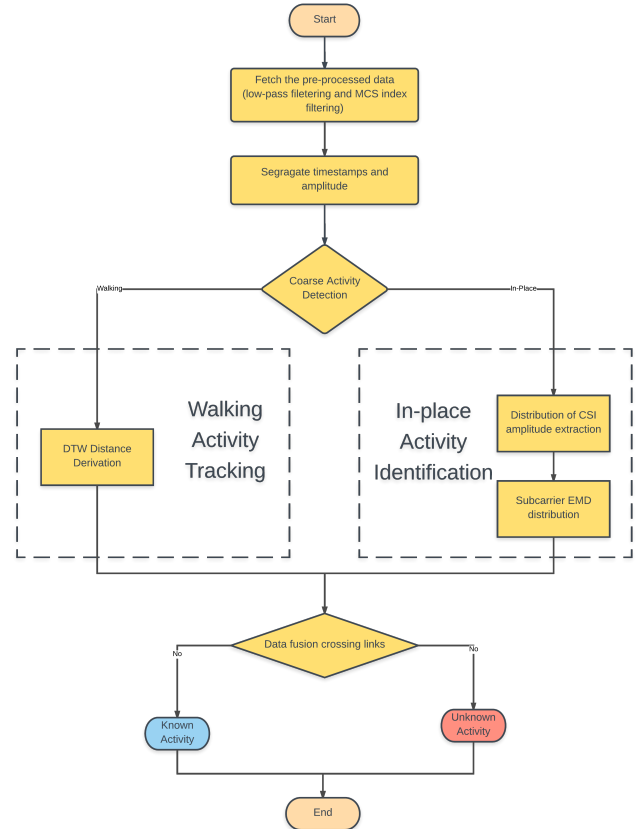 Start
Fetch the pre-processed data
(low-pass filetering and MCS index
filtering)
Segragate timestamps and
amplitude
Coarse Activity
Detection
Walking
In-Place
Walking
Activity
Tracking
DTW Distance
Derivation
In-place
Activity
Identification
Distribution of CSI
amplitude extraction
Subcarrier EMD
distribution
Data fusion crossing links
No
No
Known
Activity
Unknown
Activity
End